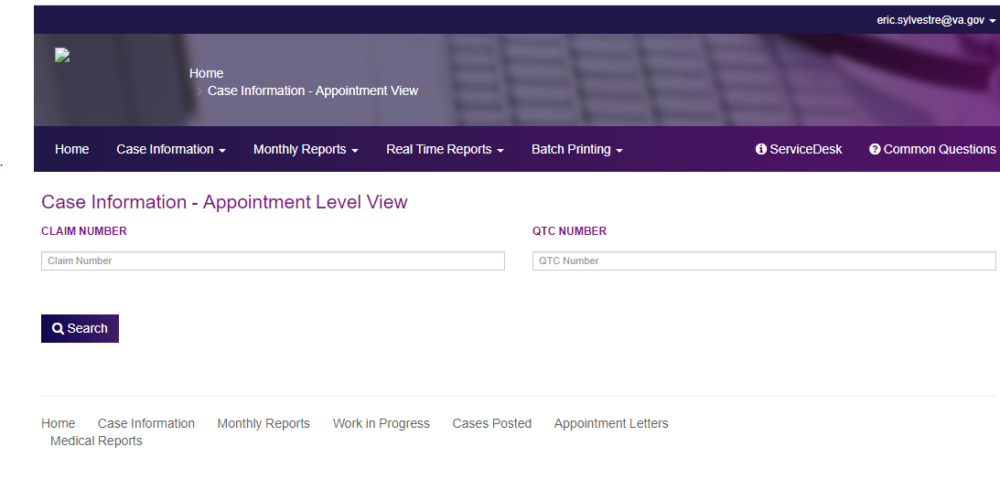 eric.sylvestre@va.gov
Home
Case Information - Appointment View
Home Case Information Monthly Reports Real Time Reports Batch Printing ServiceDesk Common Questions
Case Information - Appointment Level View
CLAIM NUMBER QTC NUMBER
Claim Number QTC Number
Search
Home Case Information Monthly Reports Work in Progress Cases Posted Appointment Letters
Medical Reports